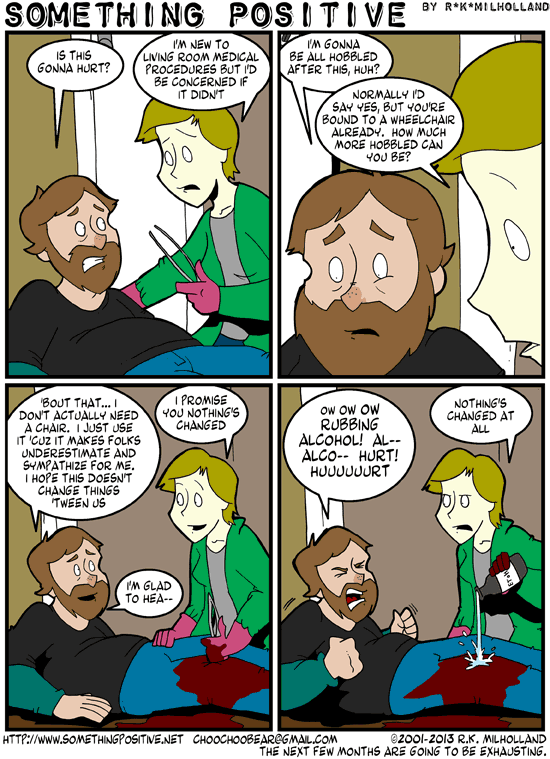 SOMETHING POSITIVE BY R*K*MILHOLLAND
IS THIS
GONNA HURT?
I'M NEW TO
LIVING ROOM MEDICAL
PROCEDURES BUT I'D
BE CONCERNED IF
IT DIDN'T
I'M GONNA
BE ALL HOBBLED
AFTER THIS, HUH?
NORMALLY I'D
SAY YES, BUT YOU'RE
BOUND TO A WHEELCHAIR
ALREADY. HOW MUCH
MORE HOBBLED CAN
YOU BE?
'BOUT THAT... I
DON'T ACTUALLY NEED
A CHAIR. I JUST USE
IT 'CUZ IT MAKES FOLKS
UNDERESTIMATE AND
SYMPATHIZE FOR ME.
I HOPE THIS DOESN'T
CHANGE THINGS
'TWEEN US
I PROMISE
YOU NOTHING'S
CHANGED
I'M GLAD
TO HEA--
OW OW OW
RUBBING
ALCOHOL! AL--
ALCO-- HURT!
HUUUUUURT
NOTHING'S
CHANGED AT
ALL
EtoH
HTTP://WWW.SOMETHINGPOSITIVE.NET CHOOCHOOBEAR@GMAIL.COM ©2001-2013 R.K. MILHOLLAND
THE NEXT FEW MONTHS ARE GOING TO BE EXHAUSTING.